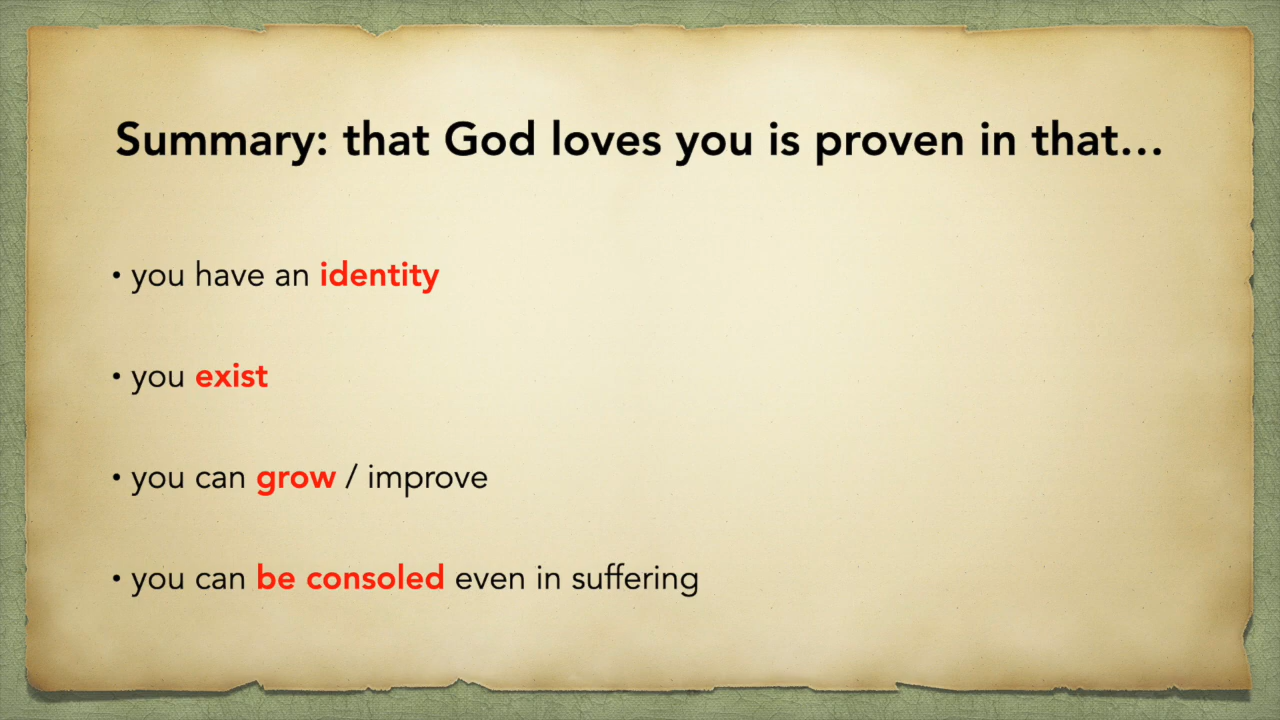 Summary: that God loves you is proven in that…
• you have an identity
• you exist
• you can grow / improve
• you can be consoled even in suffering